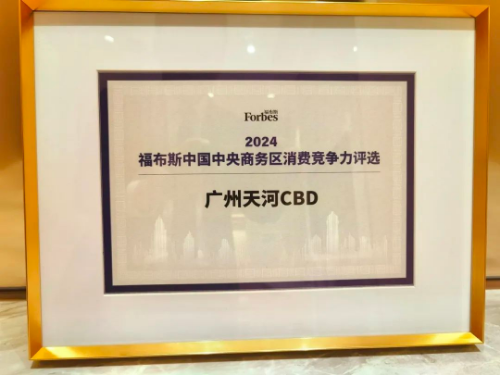 福布斯
Forbes
2024
福布斯中国中央商务区消费竞争力评选
广州天河CBD